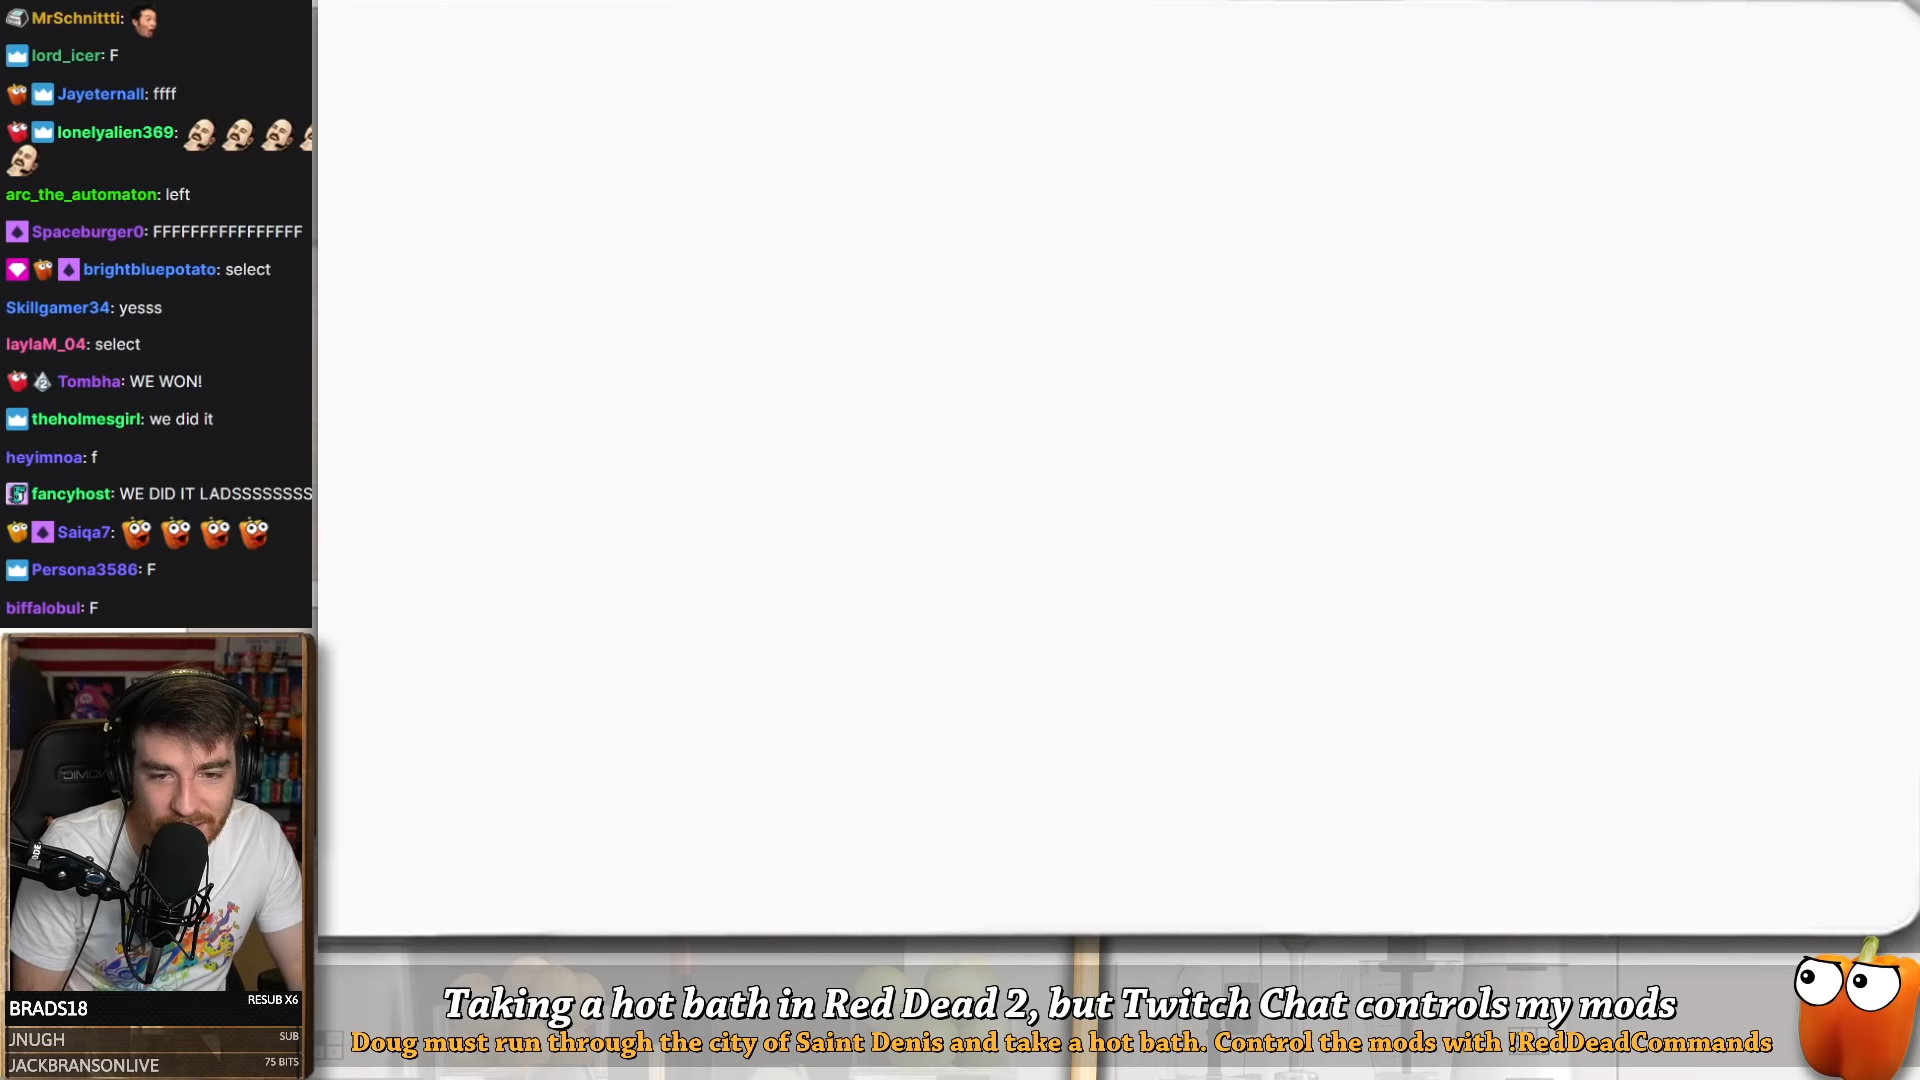 MrSchnittti:
lord_icer: F
Jayeternall: ffff
lonelyalien369:
arc_the_automaton: left
Spaceburger0: FFFFFFFFFFFFFFFF
brightbluepotato: select
Skillgamer34: yesss
laylaM_04: select
Tombha: WE WON!
theholmesgirl: we did it
heyimnoa: f
fancyhost: WE DID IT LADSSSSSSSS
Saiqa7:
Persona3586: F
biffalobul: F
BRADS18 RESUB X6
JNUGH SUB
JACKBRANSONLIVE 75 BITS
Taking a hot bath in Red Dead 2, but Twitch Chat controls my mods
Doug must run through the city of Saint Denis and take a hot bath. Control the mods with !RedDeadCommands